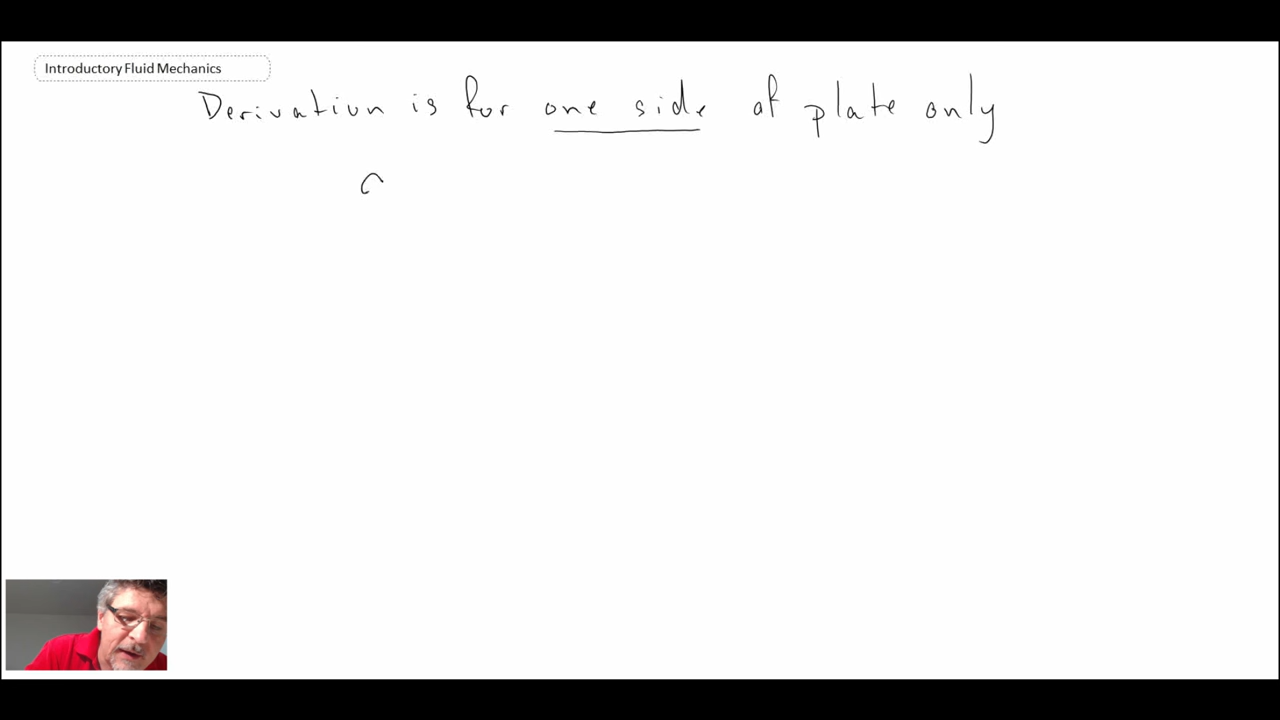 Introductory Fluid Mechanics
Derivation is for one side of plate only